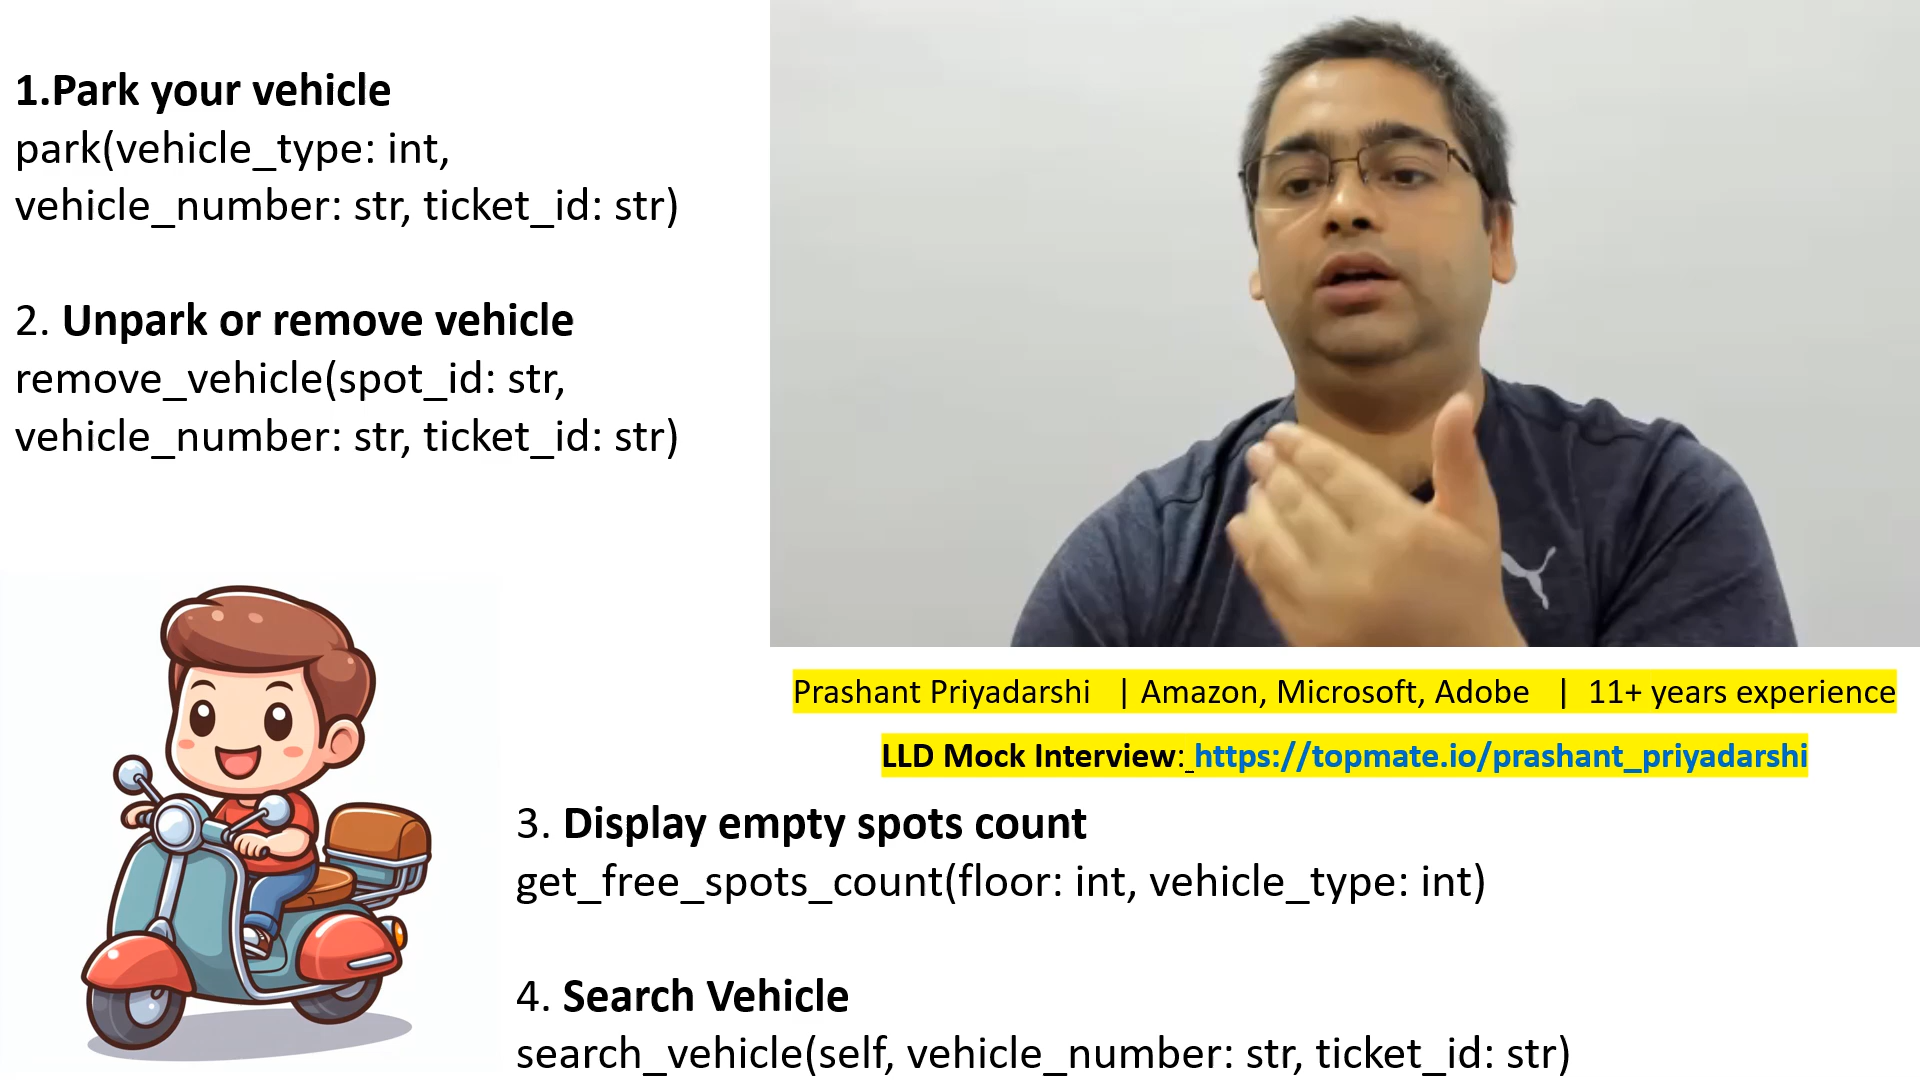 1.Park your vehicle
park(vehicle_type: int,
vehicle_number: str, ticket_id: str)
2. Unpark or remove vehicle
remove_vehicle(spot_id: str,
vehicle_number: str, ticket_id: str)
Prashant Priyadarshi | Amazon, Microsoft, Adobe | 11+ years experience
LLD Mock Interview: https://topmate.io/prashant_priyadarshi
3. Display empty spots count
get_free_spots_count(floor: int, vehicle_type: int)
4. Search Vehicle
search_vehicle(self, vehicle_number: str, ticket_id: str)